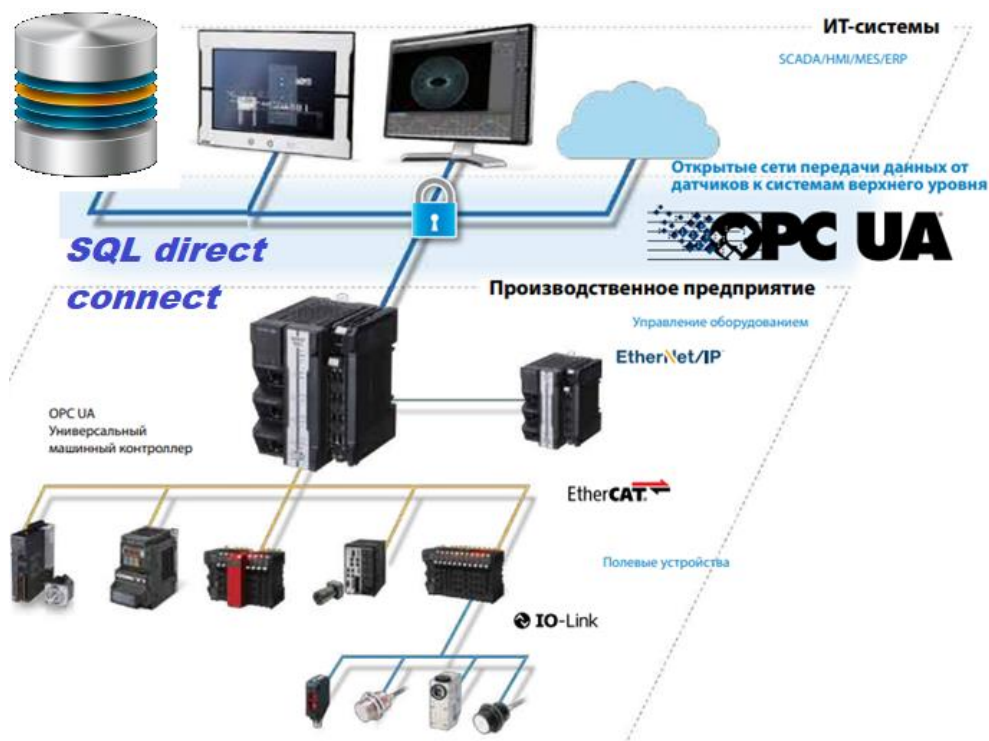 ИТ-системы
SCADA/HMI/MES/ERP
Открытые сети передачи данных от
датчиков к системам верхнего уровня
OPC UA
SQL direct
connect
Производственное предприятие
Управление оборудованием
EtherNet/IP
OPC UA
Универсальный
машинный контроллер
EtherCAT
Полевые устройства
IO-Link